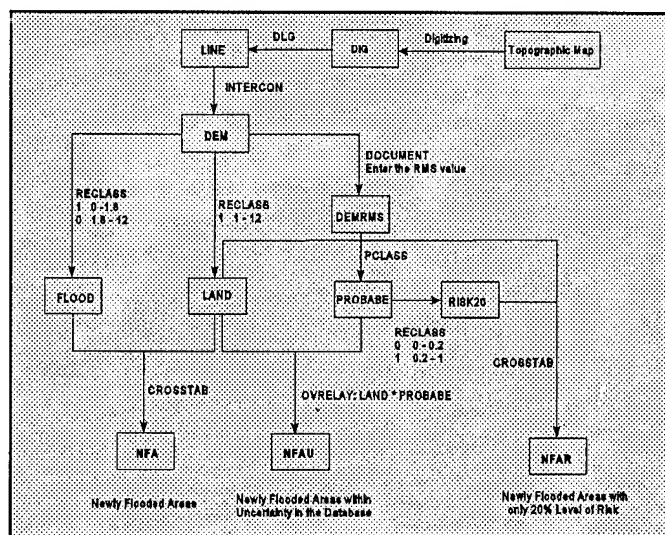 LINE
DLG
DIG
Digitizing
Topographic Map
INTERCON
DEM
DOCUMENT
Enter the RMS value
RECLASS
1 0-1.8
0 1.8-12
RECLASS
1 1-12
DEMRMS
PCLASS
FLOOD
LAND
PROBABE
RISK20
RECLASS
0 0-0.2
1 0.2-1
CROSSTAB
CROSSTAB
OVRELAY: LAND * PROBABE
NFA
NFAU
NFAR
Newly Flooded Areas
Newly Flooded Areas within
Uncertainty in the Database
Newly Flooded Areas with
only 20% Level of Risk